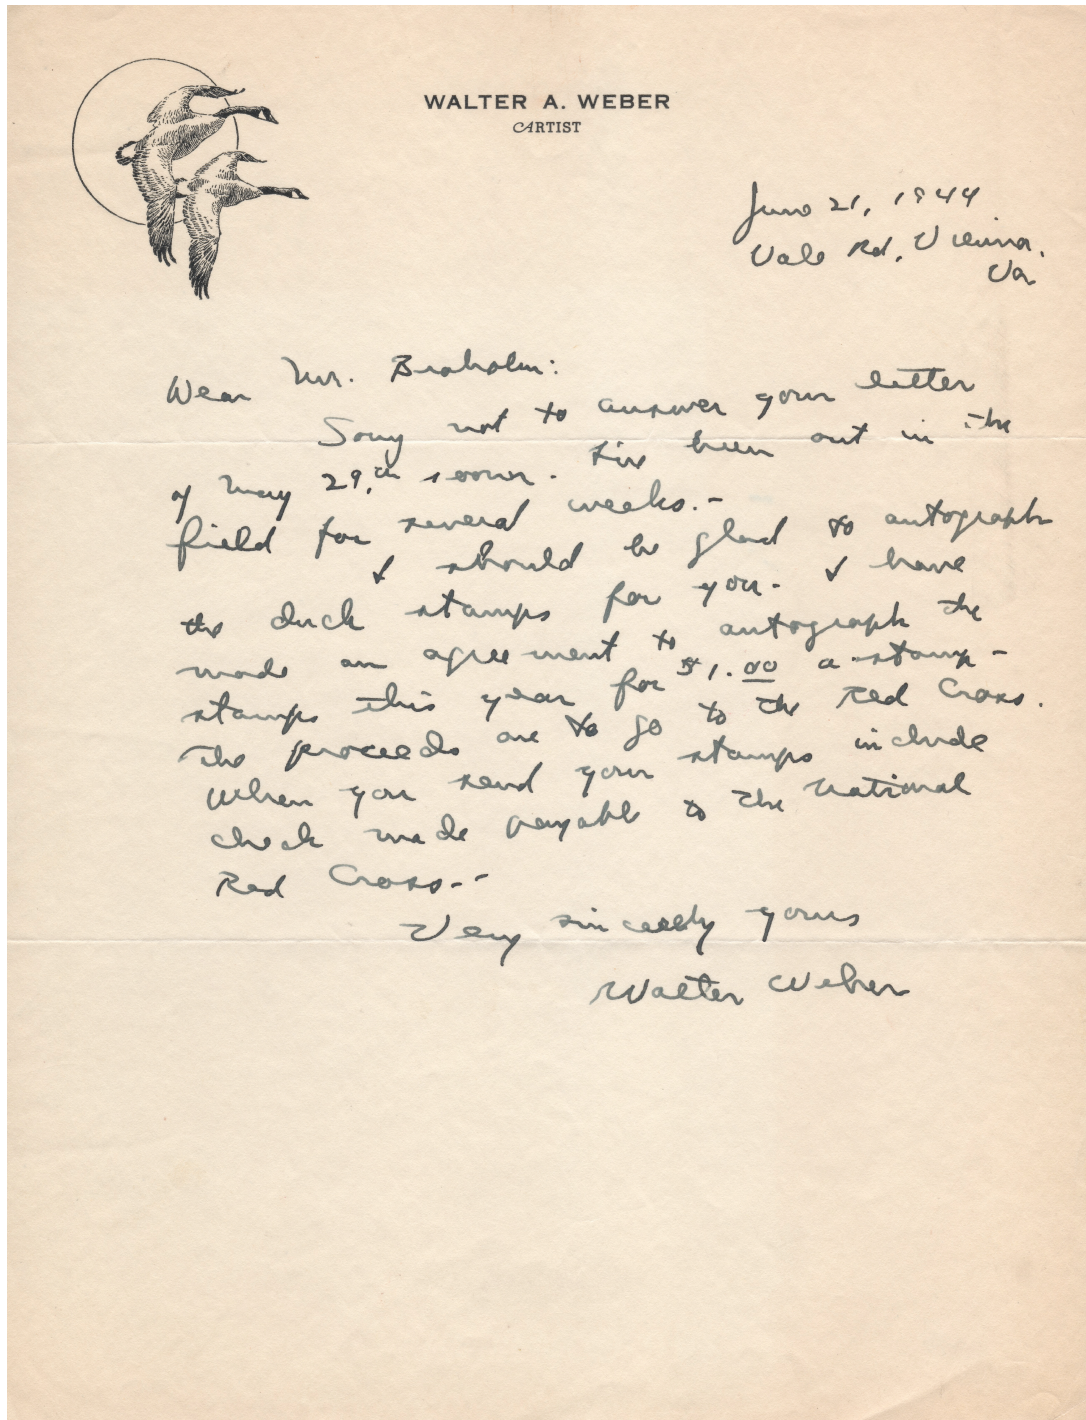 WALTER A. WEBER
ARTIST
June 21, 1944
Vale Rd, Vienna,
Va
Dear Mr. Broholm:
Sorry not to answer your letter
of May 29.th sooner. I've been out in the
field for several weeks.-
I should be glad to autograph
the duck stamps for you. I have
made an agreement to autograph the
stamps this year for $1.00 a stamp -
The proceeds are to go to the Red Cross.
When you send your stamps include
check made payable to the National
Red Cross.--
Very sincerely yours
Walter Weber